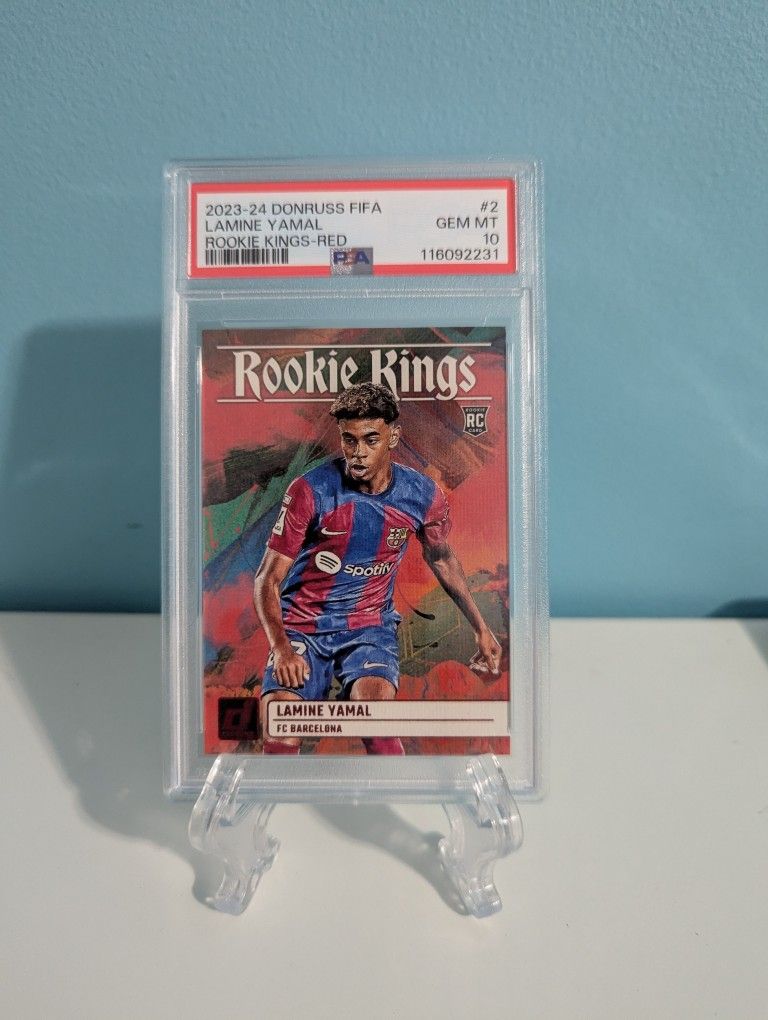 2023-24 DONRUSS FIFA #2
LAMINE YAMAL GEM MT
ROOKIE KINGS-RED 10
PSA 116092231
Rookie Kings
ROOKIE
RC
CARD
Spotify
LAMINE YAMAL
FC BARCELONA